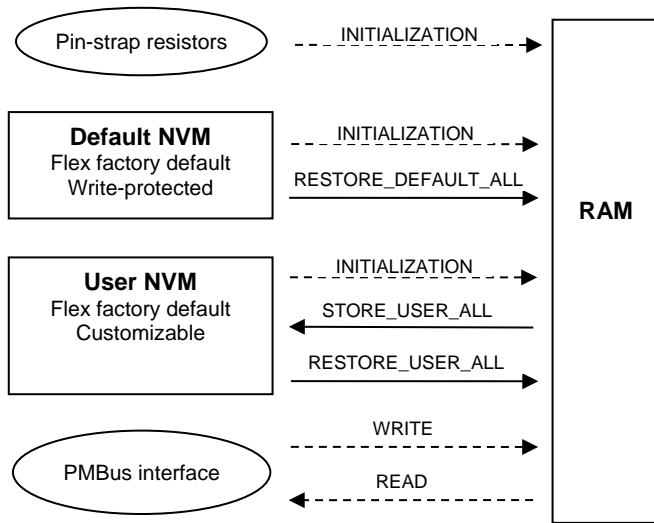 Pin-strap resistors
INITIALIZATION
Default NVM
Flex factory default
Write-protected
INITIALIZATION
RESTORE_DEFAULT_ALL
RAM
User NVM
Flex factory default
Customizable
INITIALIZATION
STORE_USER_ALL
RESTORE_USER_ALL
PMBus interface
WRITE
READ